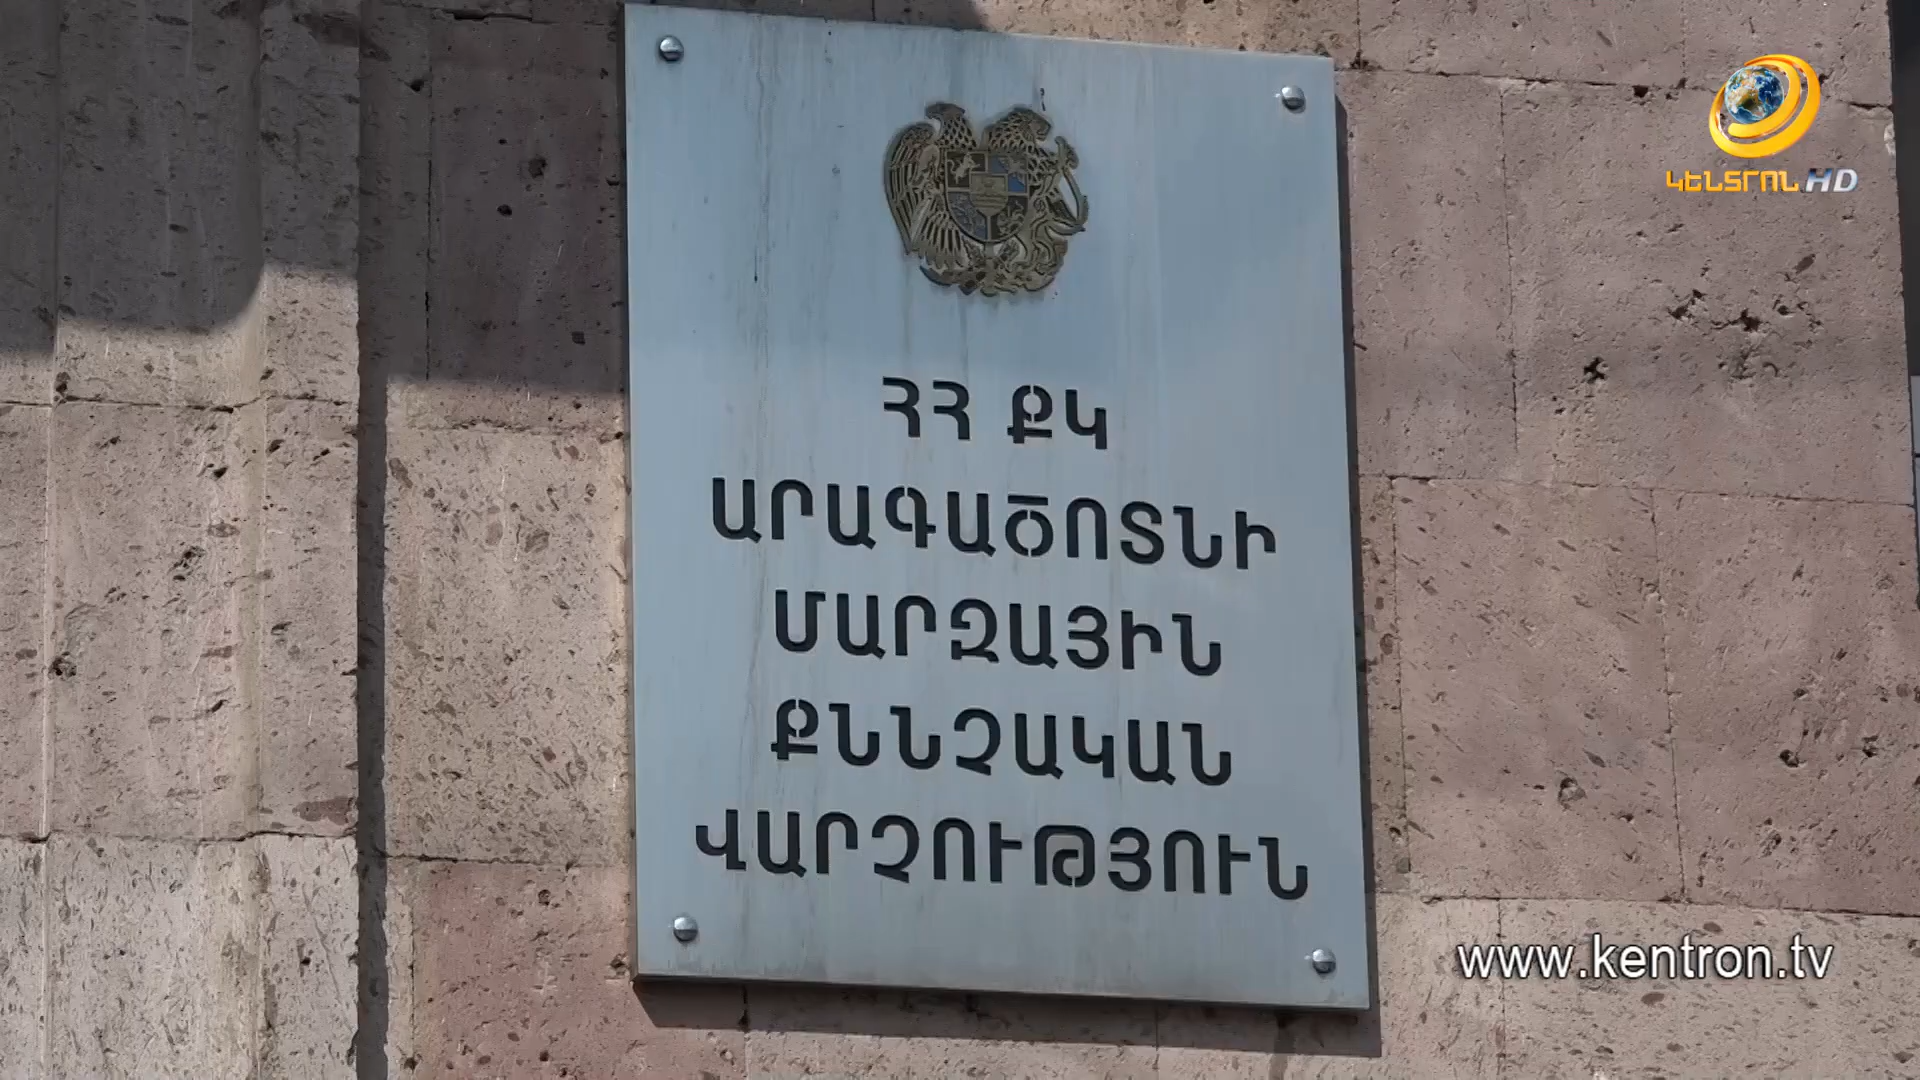 ԿԵՆՏՐՈՆ HD
ՀՀ ՔԿ
ԱՐԱԳԱԾՈՏՆԻ
ՄԱՐԶԱՅԻՆ
ՔՆՆՉԱԿԱՆ
ՎԱՐՉՈՒԹՅՈՒՆ
www.kentron.tv